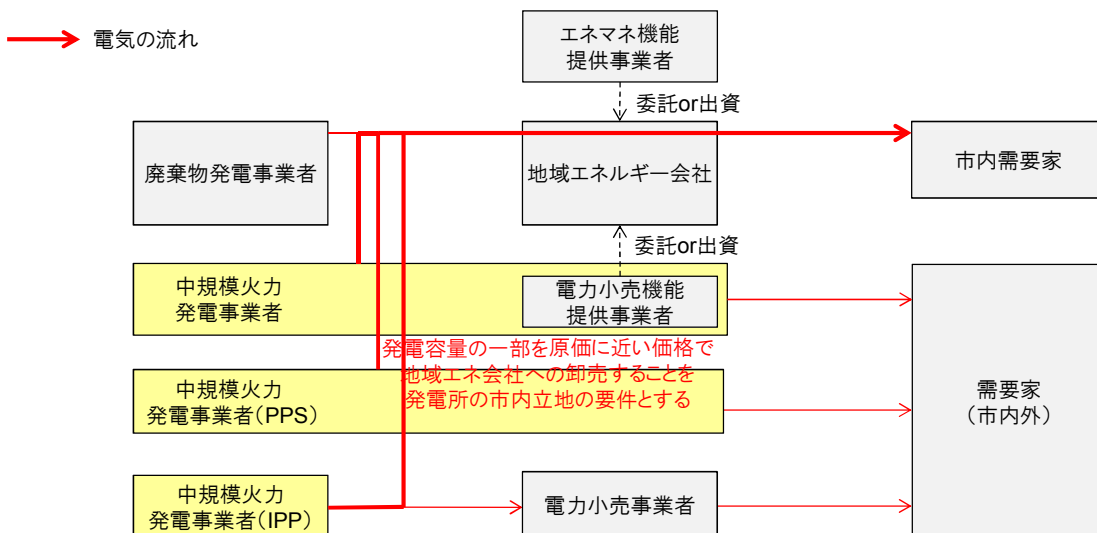 電気の流れ
エネマネ機能
提供事業者
委託or出資
廃棄物発電事業者
地域エネルギー会社
市内需要家
委託or出資
中規模火力
発電事業者
電力小売機能
提供事業者
発電容量の一部を原価に近い価格で
地域エネ会社への卸売することを
発電所の市内立地の要件とする
中規模火力
発電事業者(PPS)
需要家
(市内外)
中規模火力
発電事業者(IPP)
電力小売事業者